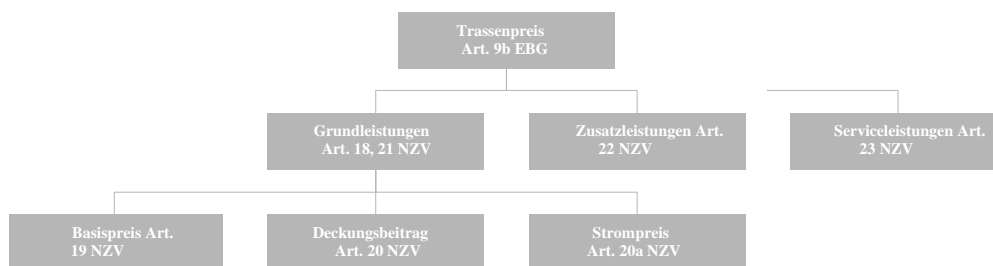 Trassenpreis
Art. 9b EBG
Grundleistungen
Art. 18, 21 NZV
Zusatzleistungen Art.
22 NZV
Serviceleistungen Art.
23 NZV
Basispreis Art.
19 NZV
Deckungsbeitrag
Art. 20 NZV
Strompreis
Art. 20a NZV